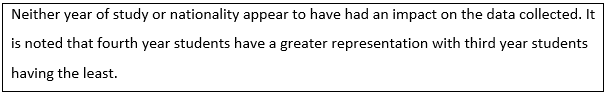 Neither year of study or nationality appear to have had an impact on the data collected. It
is noted that fourth year students have a greater representation with third year students
having the least.